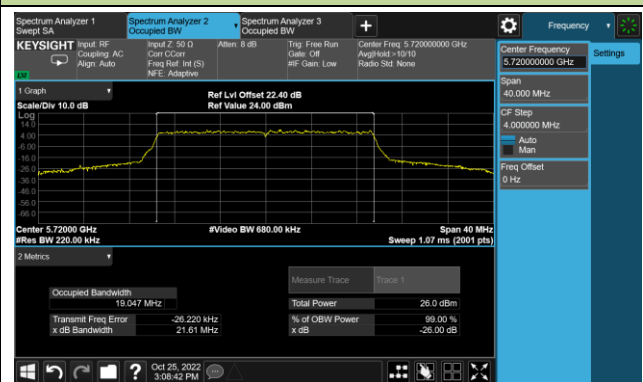 Spectrum Analyzer 1
Swept SA
Spectrum Analyzer 2
Occupied BW
Spectrum Analyzer 3
Occupied BW
+
Frequency
KEYSIGHT
Input: RF
Coupling: AC
Align: Auto
Input Z: 50 Ω
Corr CCorr
Freq Ref: Int (S)
NFE: Adaptive
Atten: 8 dB
Trig: Free Run
Gate: Off
#IF Gain: Low
Center Freq: 5.720000000 GHz
Avg|Hold:>10/10
Radio Std: None
Center Frequency
5.720000000 GHz
Settings
Span
40.000 MHz
CF Step
4.000000 MHz
Auto
Man
Freq Offset
0 Hz
1 Graph
Scale/Div 10.0 dB
Ref Lvl Offset 22.40 dB
Ref Value 24.00 dBm
Log
14.0
4.00
-6.00
-16.0
-26.0
-36.0
-46.0
-56.0
-66.0
Center 5.72000 GHz
#Res BW 220.00 kHz
#Video BW 680.00 kHz
Span 40 MHz
Sweep 1.07 ms (2001 pts)
2 Metrics
Measure Trace
Trace 1
Occupied Bandwidth
19.047 MHz
Total Power
26.0 dBm
Transmit Freq Error
-26.220 kHz
% of OBW Power
99.00 %
x dB Bandwidth
21.61 MHz
x dB
-26.00 dB
?
Oct 25, 2022
3:08:42 PM